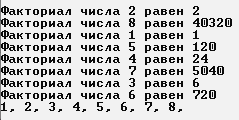 Факториал числа 2 равен 2
Факториал числа 8 равен 40320
Факториал числа 1 равен 1
Факториал числа 5 равен 120
Факториал числа 4 равен 24
Факториал числа 7 равен 5040
Факториал числа 3 равен 6
Факториал числа 6 равен 720
1, 2, 3, 4, 5, 6, 7, 8,